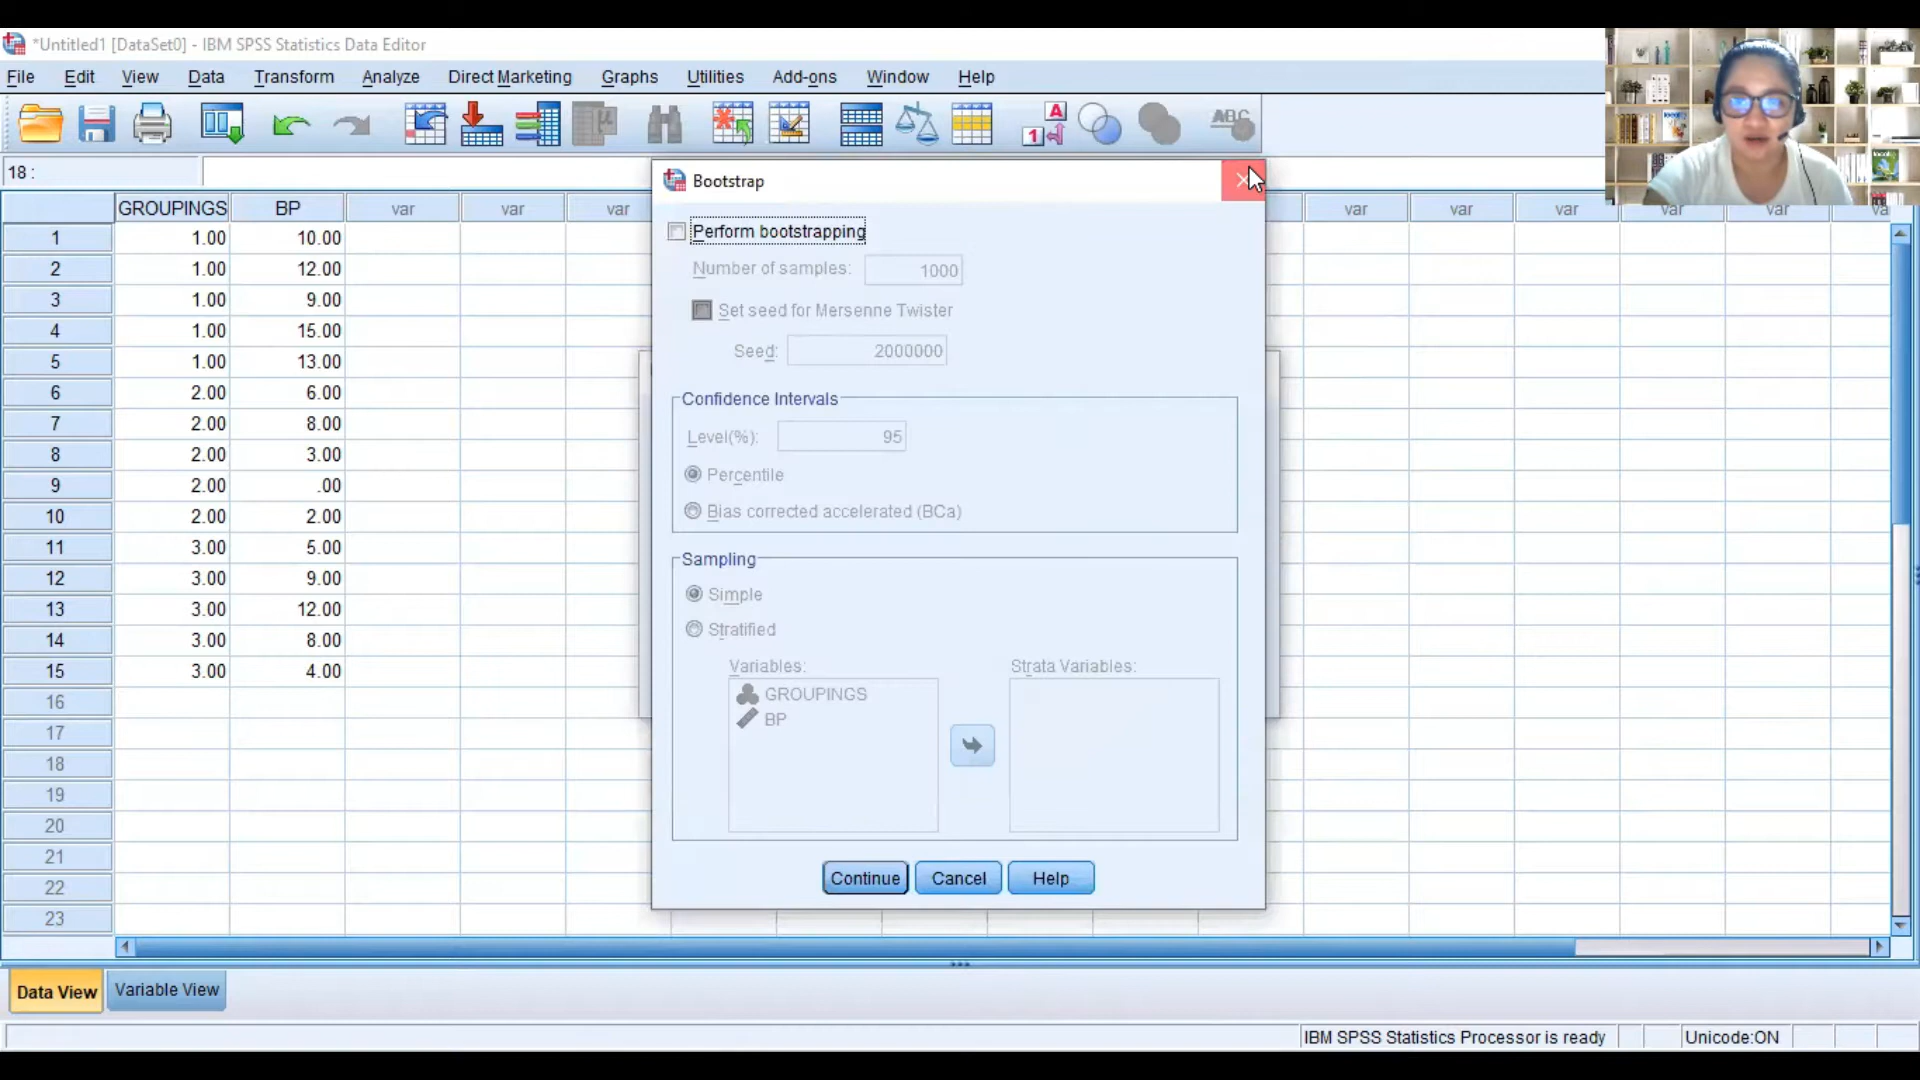 *Untitled1 [DataSet0] - IBM SPSS Statistics Data Editor
File Edit View Data Transform Analyze Direct Marketing Graphs Utilities Add-ons Window Help
18 :
GROUPINGS BP var var var var var var var var
1 1.00 10.00
2 1.00 12.00
3 1.00 9.00
4 1.00 15.00
5 1.00 13.00
6 2.00 6.00
7 2.00 8.00
8 2.00 3.00
9 2.00 .00
10 2.00 2.00
11 3.00 5.00
12 3.00 9.00
13 3.00 12.00
14 3.00 8.00
15 3.00 4.00
16
17
18
19
20
21
22
23
Bootstrap
Perform bootstrapping
Number of samples: 1000
Set seed for Mersenne Twister
Seed: 2000000
Confidence Intervals
Level(%): 95
Percentile
Bias corrected accelerated (BCa)
Sampling
Simple
Stratified
Variables: Strata Variables:
GROUPINGS
BP
Continue Cancel Help
Data View Variable View
IBM SPSS Statistics Processor is ready Unicode:ON